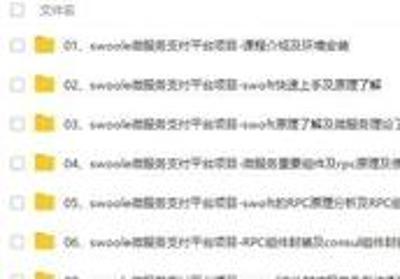 文件名
01、swoole微服务支付平台项目-课程介绍及环境安装
02、swoole微服务支付平台项目-swoft快速上手及原理了解
03、swoole微服务支付平台项目-swoft原理了解及微服务理论了
04、swoole微服务支付平台项目-微服务重要组件及rpc原理及
05、swoole微服务支付平台项目-swoft的RPC原理分析及RPC组
06、swoole微服务支付平台项目-RPC组件封装及consul组件封